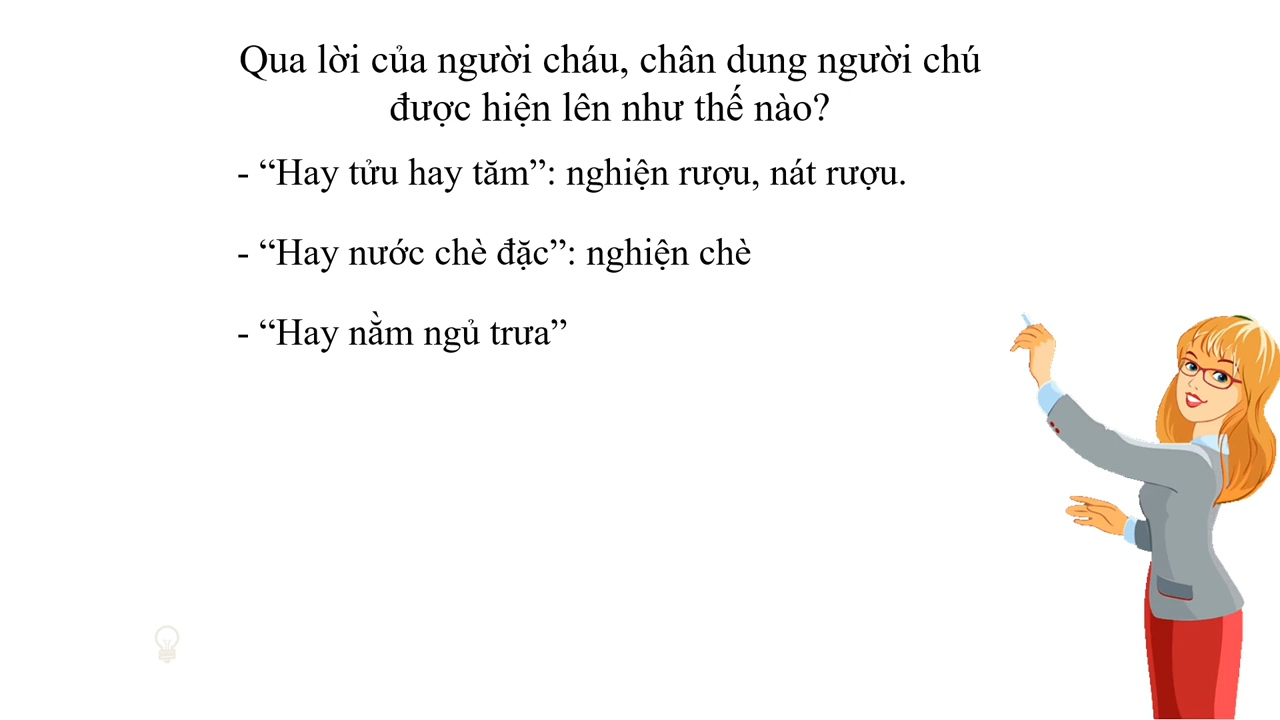 Qua lời của người cháu, chân dung người chú
được hiện lên như thế nào?
- “Hay tửu hay tăm”: nghiện rượu, nát rượu.
- “Hay nước chè đặc”: nghiện chè
- “Hay nằm ngủ trưa”